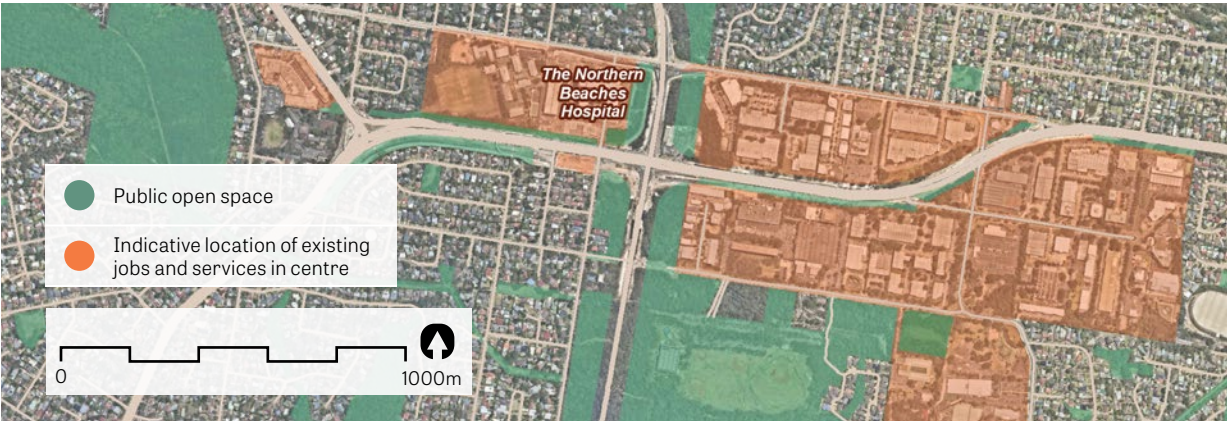 The Northern
Beaches
Hospital
Public open space
Indicative location of existing
jobs and services in centre
0
1000m